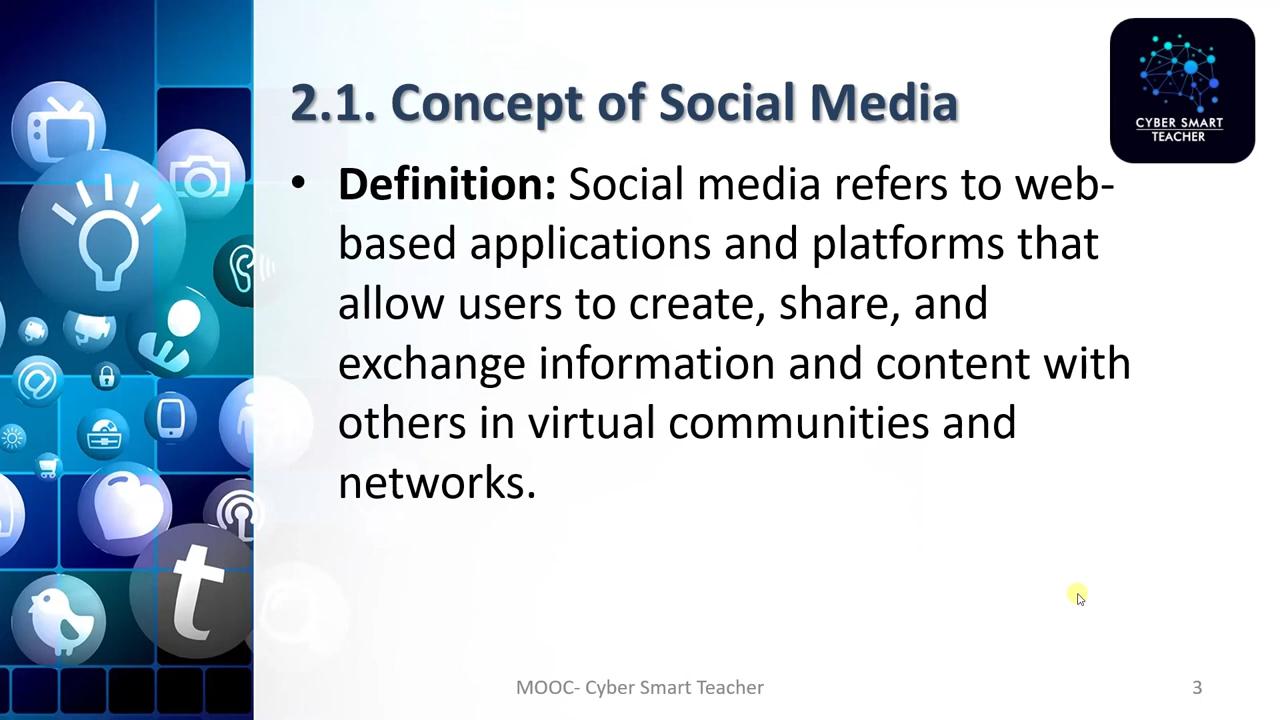 2.1. Concept of Social Media
CYBER SMART
TEACHER
• Definition: Social media refers to web-
based applications and platforms that
allow users to create, share, and
exchange information and content with
others in virtual communities and
networks.
t
MOOC- Cyber Smart Teacher
3